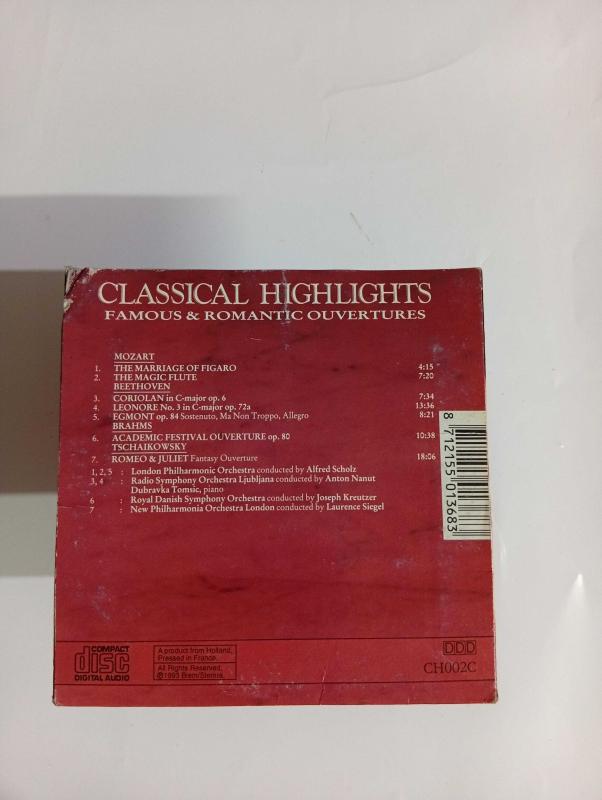 CLASSICAL HIGHLIGHTS
FAMOUS & ROMANTIC OUVERTURES
MOZART
1. THE MARRIAGE OF FIGARO 4:15
2. THE MAGIC FLUTE 7:20
BEETHOVEN
3. CORIOLAN in C-major op. 6 7:34
4. LEONORE No. 3 in C-major op. 72a 13:36
5. EGMONT op. 84 Sostenuto, Ma Non Troppo, Allegro 8:21
BRAHMS
6. ACADEMIC FESTIVAL OUVERTURE op. 80 10:38
TSCHAIKOWSKY
7. ROMEO & JULIET Fantasy Ouverture 18:06
1, 2, 5 : London Philharmonic Orchestra conducted by Alfred Scholz
3, 4 : Radio Symphony Orchestra Ljubljana conducted by Anton Nanut
Dubravka Tomsic, piano
6 : Royal Danish Symphony Orchestra conducted by Joseph Kreutzer
7 : New Philharmonia Orchestra London conducted by Laurence Siegel
8 712155 013683
COMPACT
disc
DIGITAL AUDIO
A product from Holland,
Pressed in France.
All Rights Reserved,
©1993 Brem/Sterius.
DDD
CH002C